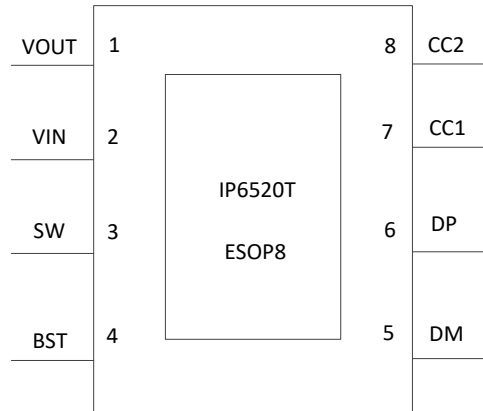 VOUT 1 8 CC2
VIN 2 7 CC1
IP6520T
SW 3 6 DP
ESOP8
BST 4 5 DM